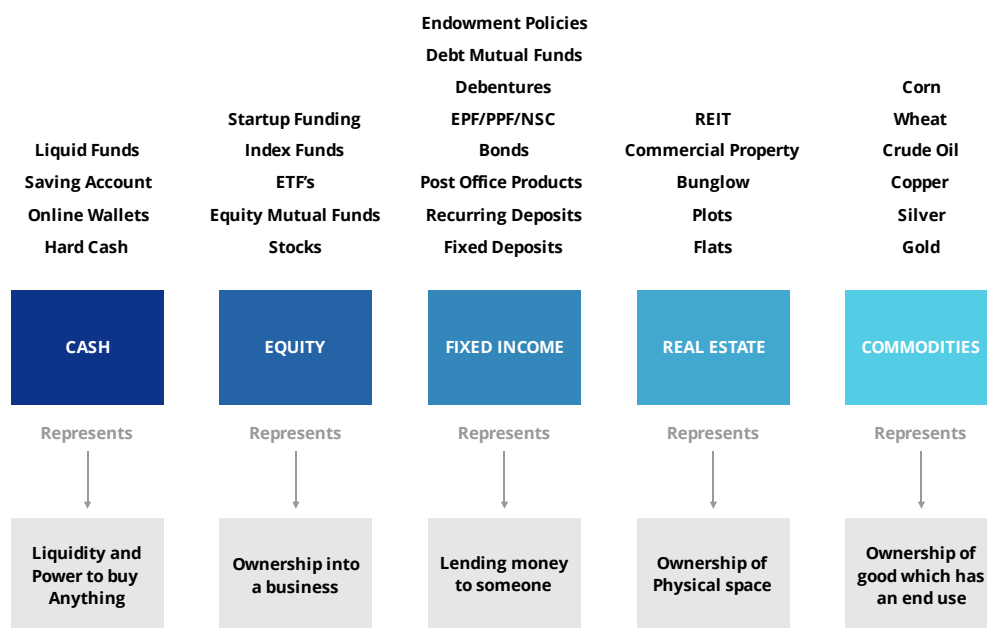 Liquid Funds
Saving Account
Online Wallets
Hard Cash
CASH
Represents
Liquidity and
Power to buy
Anything
Startup Funding
Index Funds
ETF’s
Equity Mutual Funds
Stocks
EQUITY
Represents
Ownership into
a business
Endowment Policies
Debt Mutual Funds
Debentures
EPF/PPF/NSC
Bonds
Post Office Products
Recurring Deposits
Fixed Deposits
FIXED INCOME
Represents
Lending money
to someone
REIT
Commercial Property
Bunglow
Plots
Flats
REAL ESTATE
Represents
Ownership of
Physical space
Corn
Wheat
Crude Oil
Copper
Silver
Gold
COMMODITIES
Represents
Ownership of
good which has
an end use